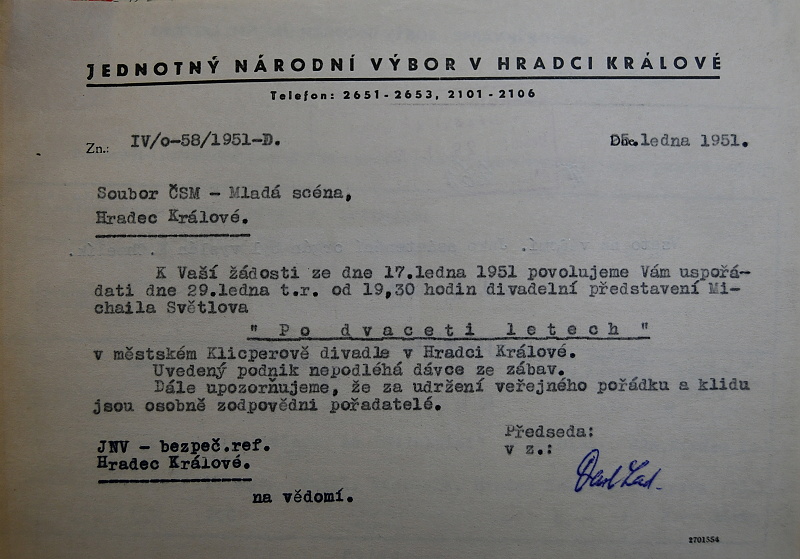 JEDNOTNÝ NÁRODNÍ VÝBOR V HRADCI KRÁLOVÉ
Telefon: 2651-2653, 2101-2106
Zn.: IV/o-58/1951-D.
ledna 1951.
Soubor ČSM - Mladá scéna,
Hradec Králové.
K Vaší žádosti ze dne 17.ledna 1951 povolujeme Vám uspořá-
dati dne 29.ledna t.r. od 19,30 hodin divadelní představení Mi-
chaila Světlova
" Po dvaceti letech "
v městském Klicperově divadle v Hradci Králové.
Uvedený podnik nepodléhá dávce ze zábav.
Dále upozorňujeme, že za udržení veřejného pořádku a klidu
jsou osobně zodpovědni pořadatelé.
Předseda:
v z.:
JNV - bezpeč.ref.
Hradec Králové.
na vědomí.
2701554